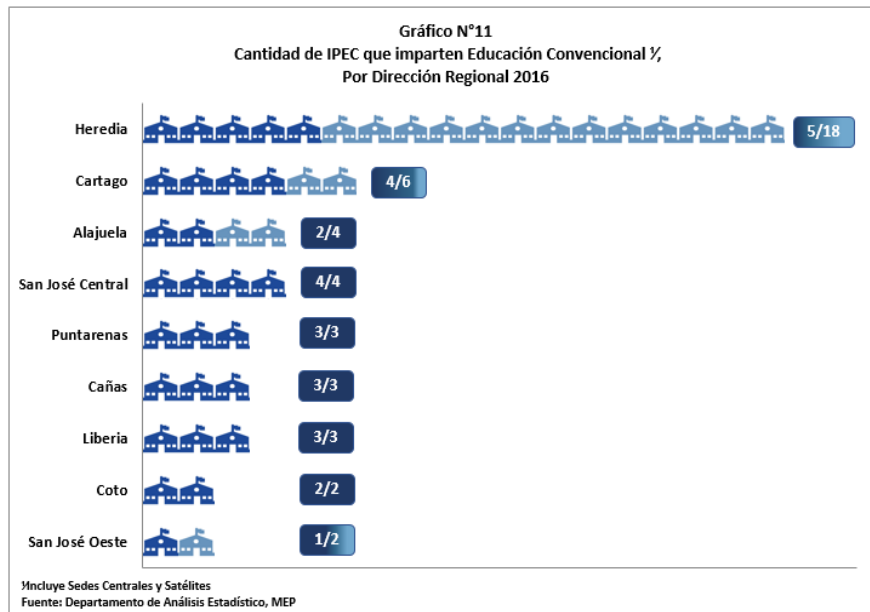 Gráfico N°11
Cantidad de IPEC que imparten Educación Convencional ⅟,
Por Dirección Regional 2016
Heredia 5/18
Cartago 4/6
Alajuela 2/4
San José Central 4/4
Puntarenas 3/3
Cañas 3/3
Liberia 3/3
Coto 2/2
San José Oeste 1/2
⅟Incluye Sedes Centrales y Satélites
Fuente: Departamento de Análisis Estadístico, MEP